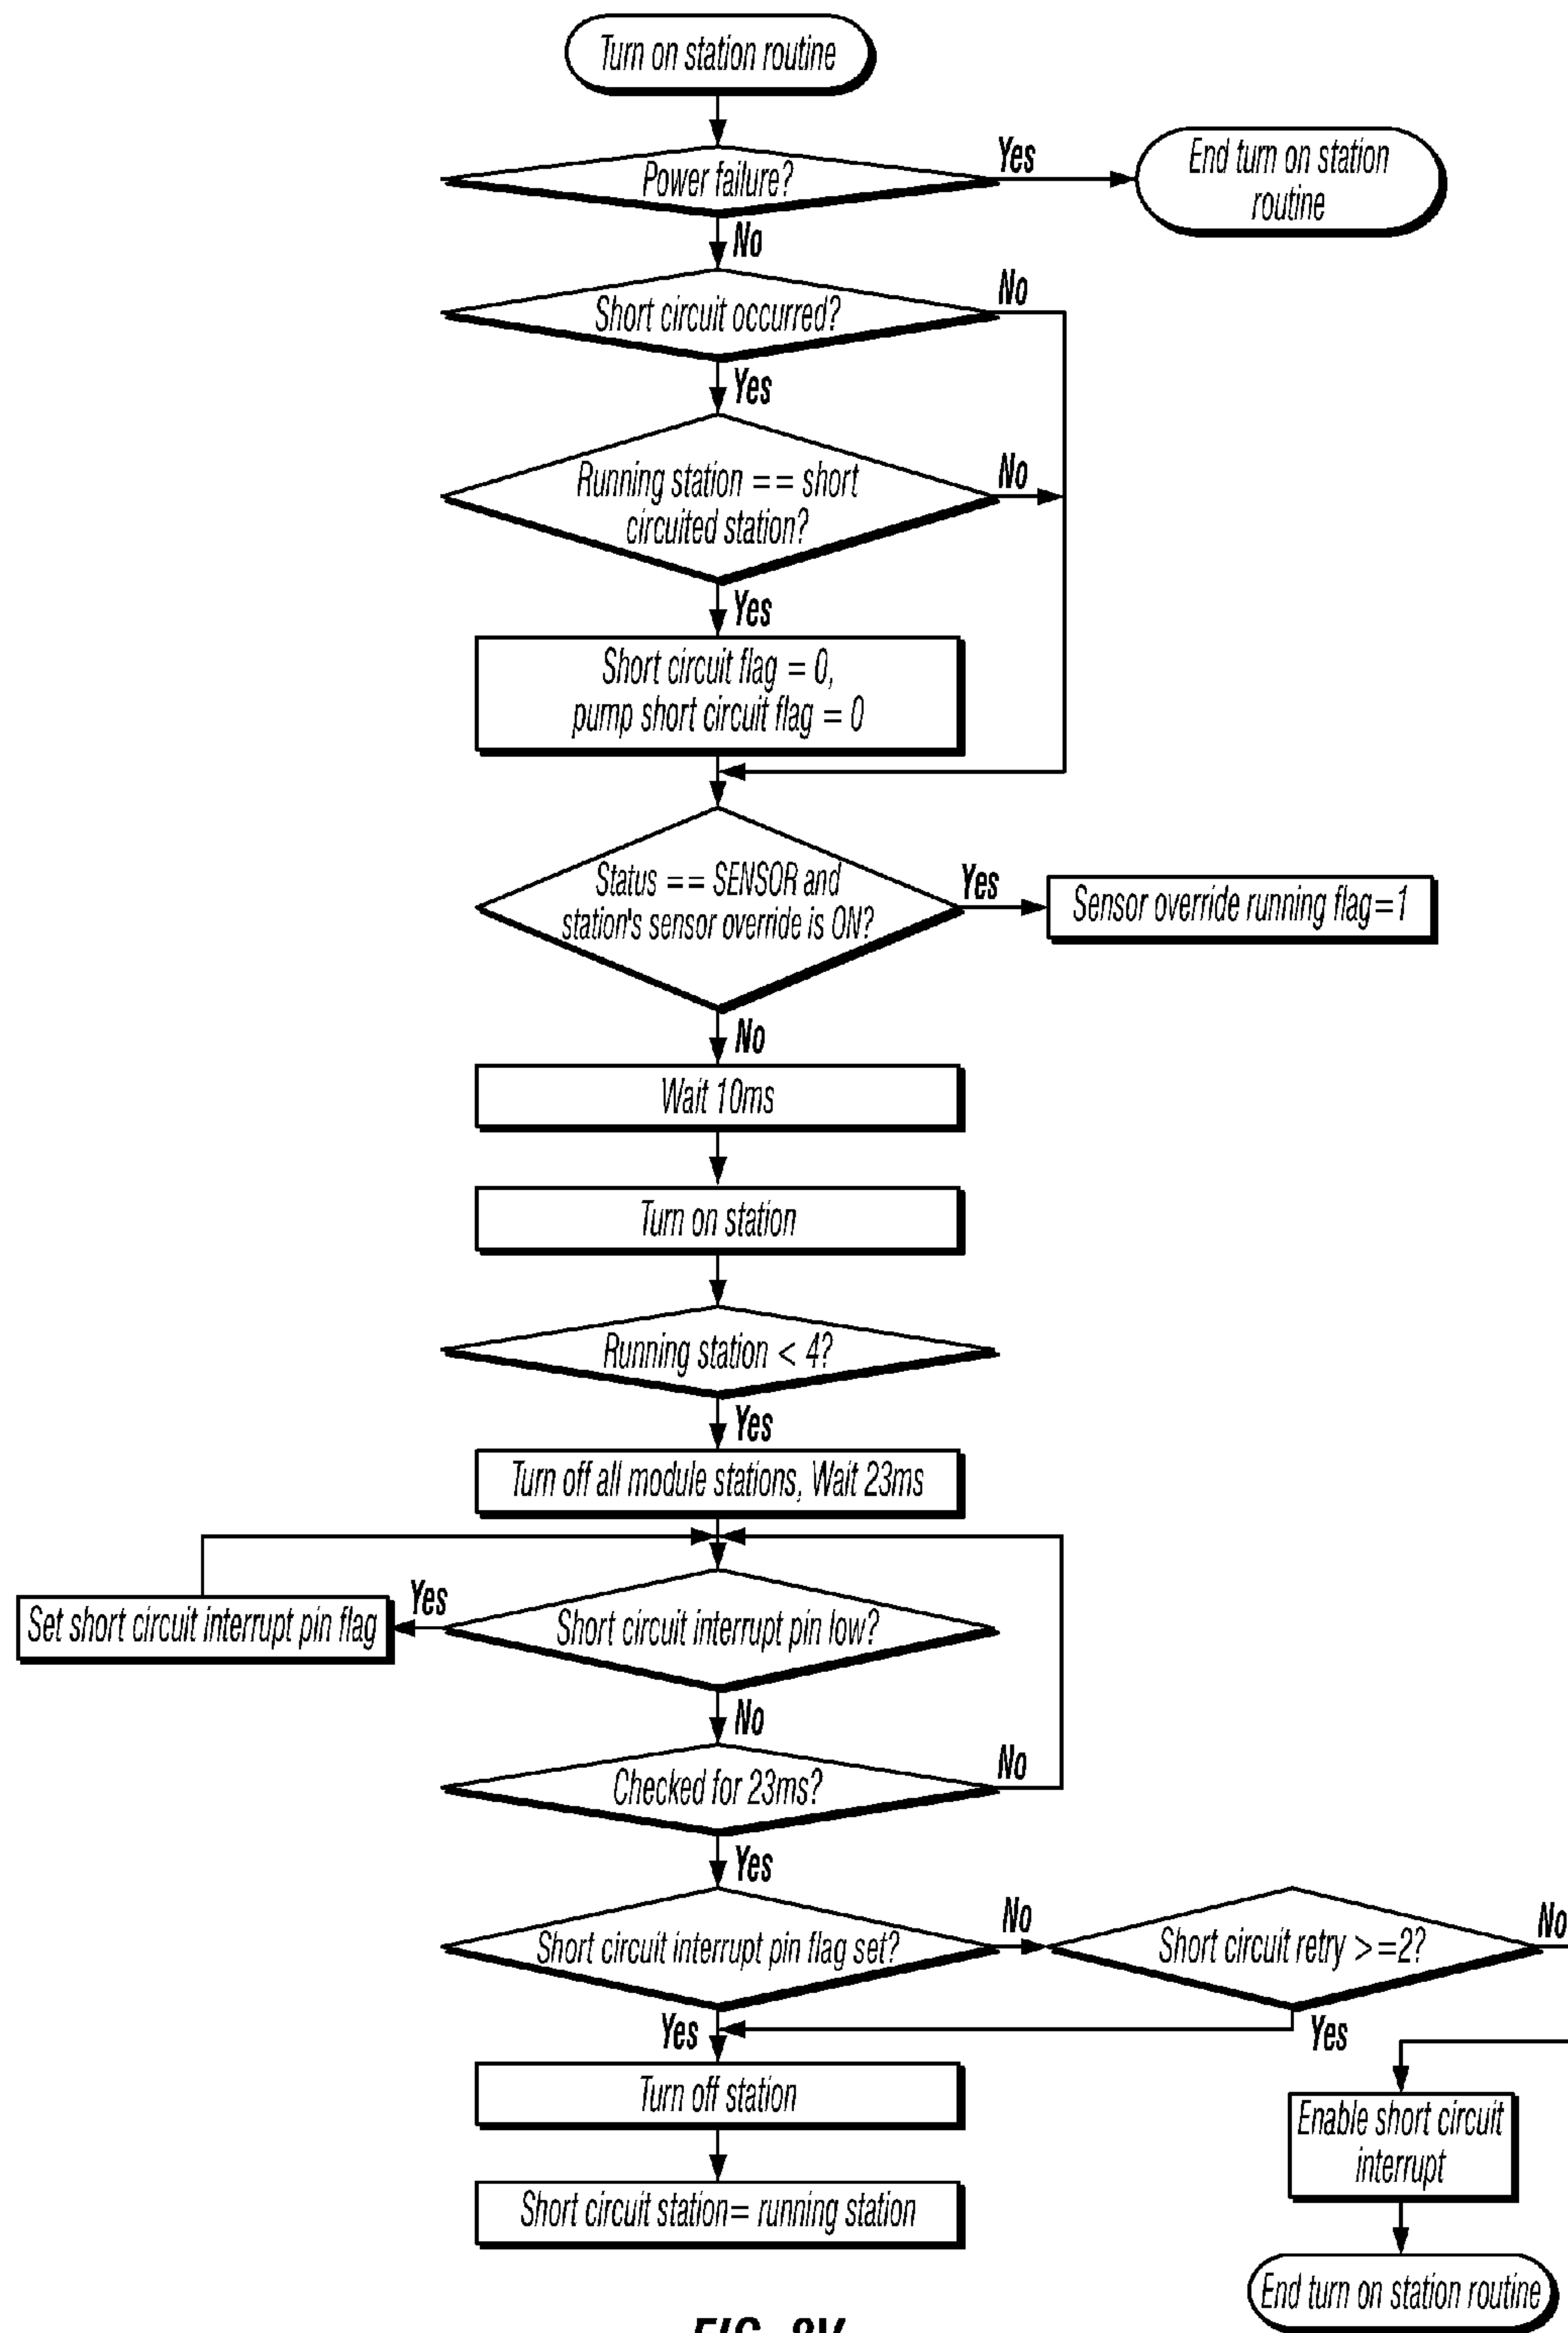 Turn on station routine
Power failure?
Yes
End turn on station
routine
No
Short circuit occurred?
No
Yes
Running station == short
circuited station?
No
Yes
Short circuit flag = 0,
pump short circuit flag = 0
Status == SENSOR and
station's sensor override is ON?
Yes
Sensor override running flag=1
No
Wait 10ms
Turn on station
Running station < 4?
Yes
Turn off all module stations, Wait 23ms
Set short circuit interrupt pin flag
Yes
Short circuit interrupt pin low?
No
Checked for 23ms?
No
Yes
Short circuit interrupt pin flag set?
No
Short circuit retry >=2?
No
Yes
Yes
Turn off station
Enable short circuit
interrupt
Short circuit station= running station
End turn on station routine